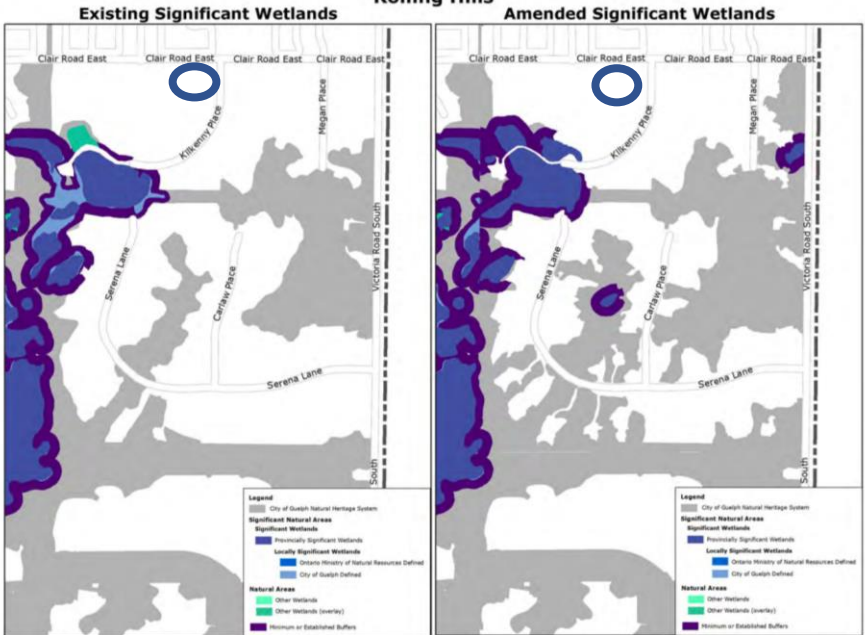 Rolling Hills
Existing Significant Wetlands
Clair Road East Clair Road East Clair Road East Clair Road East
Kilkenny Place
Megan Place
Victoria Road South
Serena Lane
Carlaw Place
Serena Lane
South
Legend
City of Guelph Natural Heritage System
Significant Natural Areas
Significant Wetlands
Provincially Significant Wetlands
Locally Significant Wetlands
Ontario Ministry of Natural Resources Defined
City of Guelph Defined
Natural Areas
Other Wetlands
Other Wetlands (overlay)
Minimum or Established Buffers
Amended Significant Wetlands
Clair Road East Clair Road East Clair Road East Clair Road East
Kilkenny Place
Megan Place
Victoria Road South
Serena Lane
Carlaw Place
Serena Lane
South
Legend
City of Guelph Natural Heritage System
Significant Natural Areas
Significant Wetlands
Provincially Significant Wetlands
Locally Significant Wetlands
Ontario Ministry of Natural Resources Defined
City of Guelph Defined
Natural Areas
Other Wetlands
Other Wetlands (overlay)
Minimum or Established Buffers